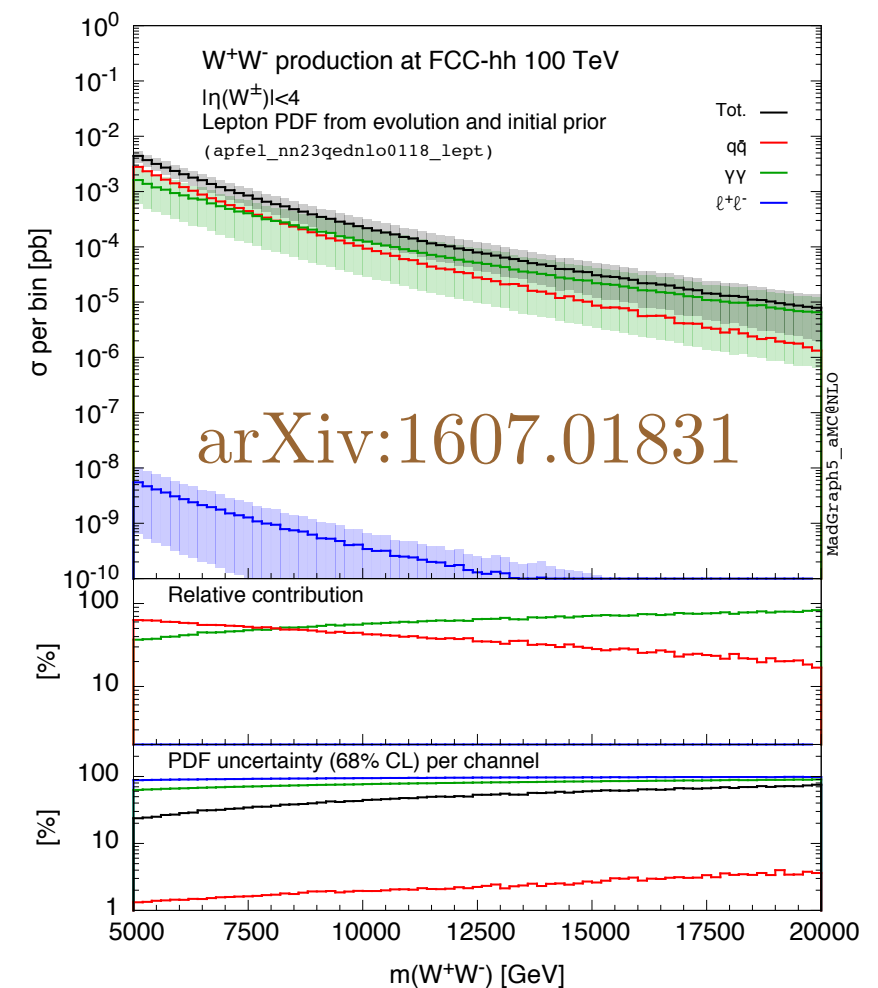 W⁺W⁻ production at FCC-hh 100 TeV
|η(W±)|<4
Lepton PDF from evolution and initial prior
(apfel_nn23qednlo0118_lept)
Tot.
qq̄
γγ
ℓ⁺ℓ⁻
10⁰
10⁻¹
10⁻²
10⁻³
10⁻⁴
10⁻⁵
10⁻⁶
10⁻⁷
10⁻⁸
10⁻⁹
10⁻¹⁰
σ per bin [pb]
arXiv:1607.01831
MadGraph5_aMC@NLO
Relative contribution
100
10
[%]
PDF uncertainty (68% CL) per channel
100
10
1
[%]
5000 7500 10000 12500 15000 17500 20000
m(W⁺W⁻) [GeV]